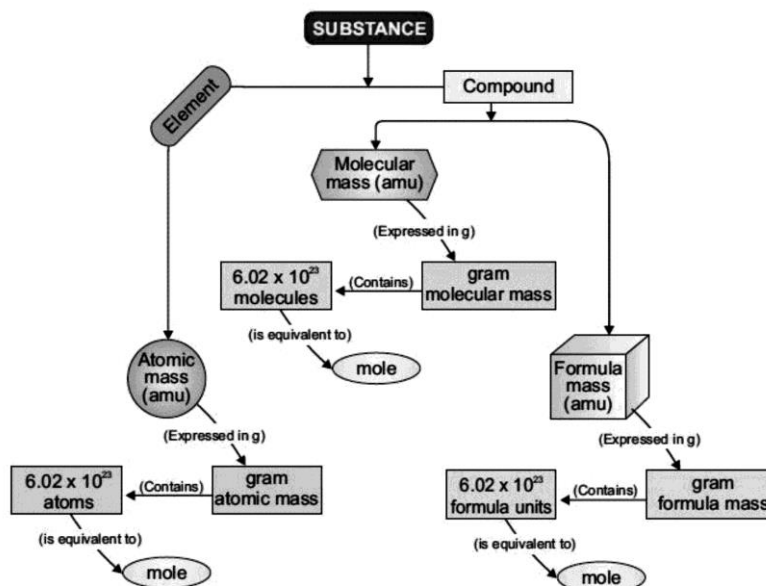 SUBSTANCE
Element
Compound
Molecular
mass (amu)
(Expressed in g)
6.02 x 10²³
molecules
(Contains)
gram
molecular mass
(is equivalent to)
mole
Atomic
mass
(amu)
(Expressed in g)
6.02 x 10²³
atoms
(Contains)
gram
atomic mass
(is equivalent to)
mole
Formula
mass
(amu)
(Expressed in g)
6.02 x 10²³
formula units
(Contains)
gram
formula mass
(is equivalent to)
mole